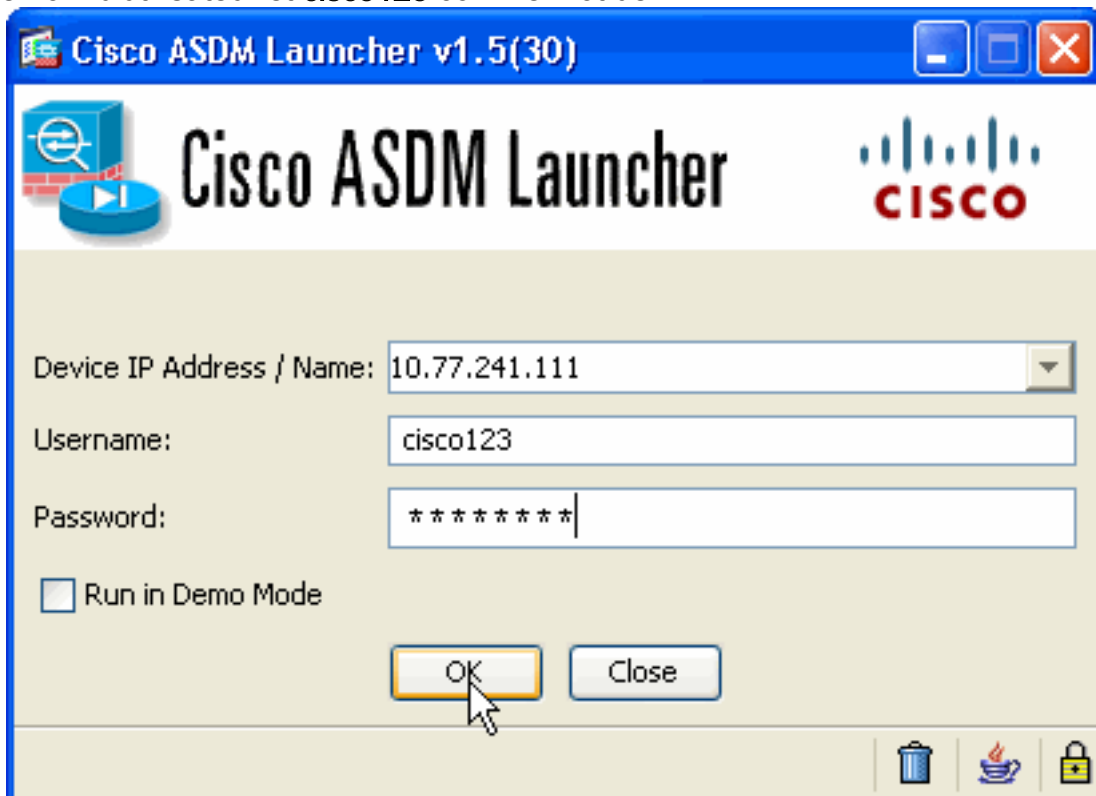 cisco123
Cisco ASDM Launcher v1.5(30)
Cisco ASDM Launcher
CISCO
Device IP Address / Name: 10.77.241.111
Username: cisco123
Password: ********
Run in Demo Mode
OK Close